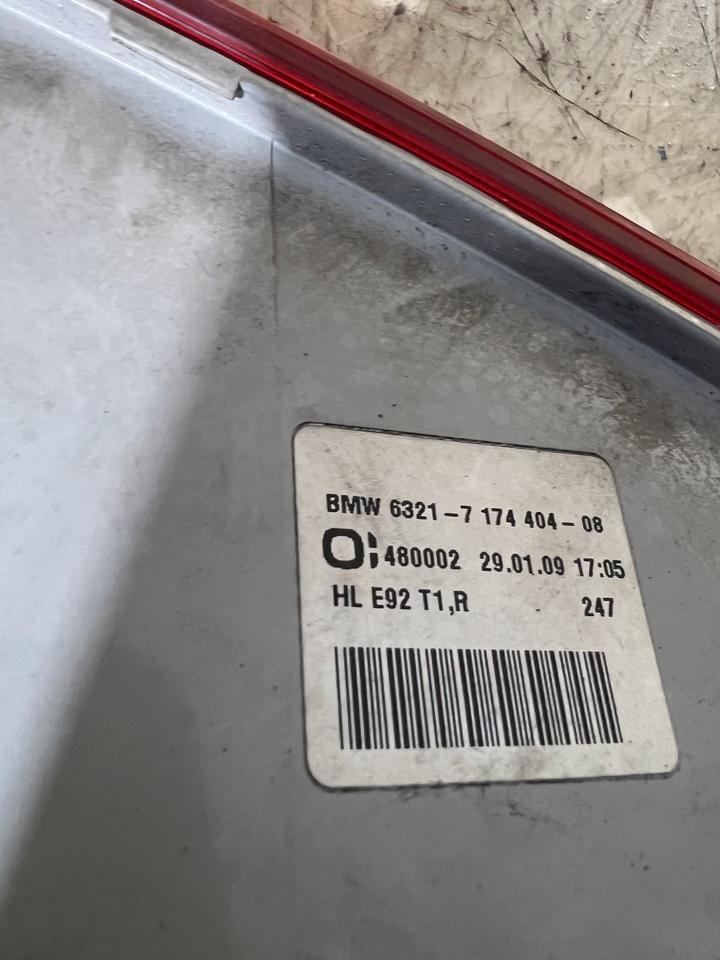 BMW 6321-7 174 404-08
480002 29.01.09 17:05
HL E92 T1,R 247